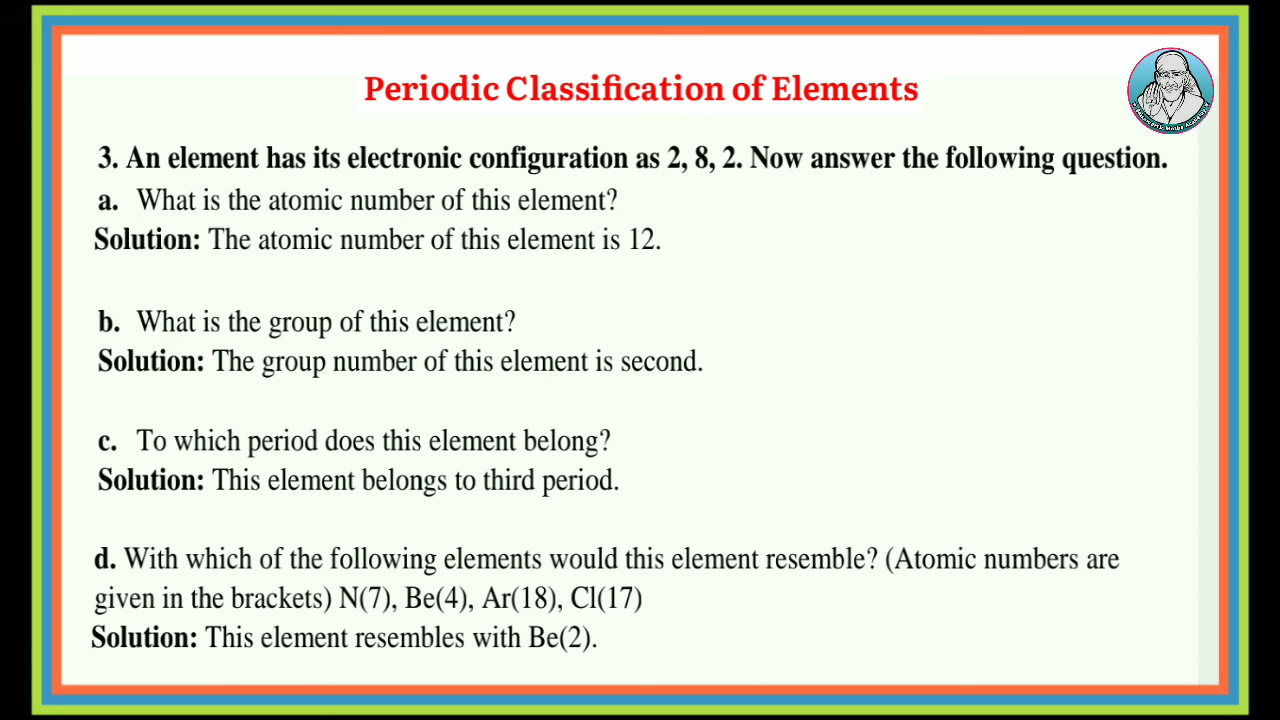 Periodic Classification of Elements
3. An element has its electronic configuration as 2, 8, 2. Now answer the following question.
a. What is the atomic number of this element?
Solution: The atomic number of this element is 12.
b. What is the group of this element?
Solution: The group number of this element is second.
c. To which period does this element belong?
Solution: This element belongs to third period.
d. With which of the following elements would this element resemble? (Atomic numbers are
given in the brackets) N(7), Be(4), Ar(18), Cl(17)
Solution: This element resembles with Be(2).